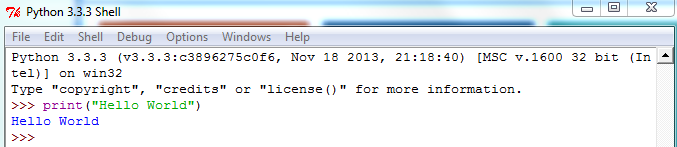 Python 3.3.3 Shell
File Edit Shell Debug Options Windows Help
Python 3.3.3 (v3.3.3:c3896275c0f6, Nov 18 2013, 21:18:40) [MSC v.1600 32 bit (In
tel)] on win32
Type "copyright", "credits" or "license()" for more information.
>>> print("Hello World")
Hello World
>>>